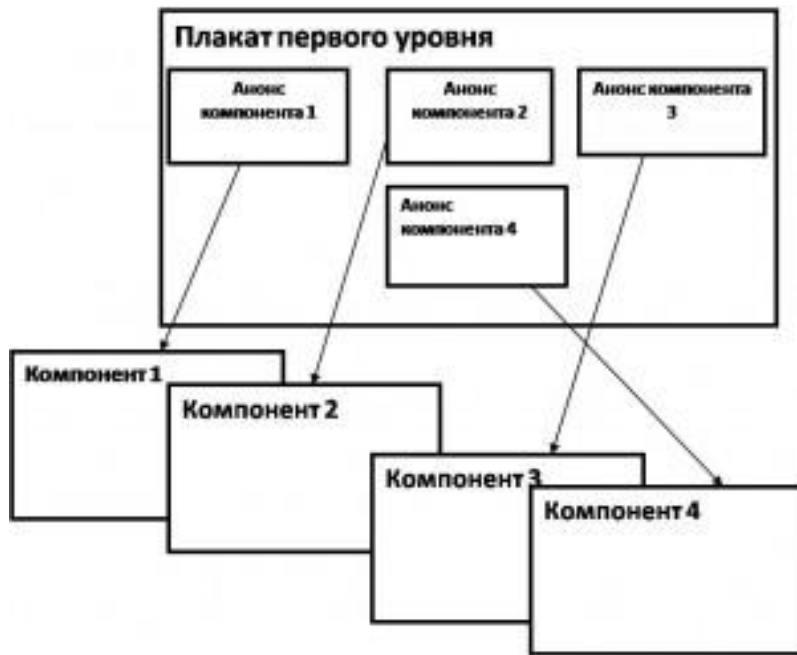 Плакат первого уровня
Анонс
компонента 1
Анонс
компонента 2
Анонс компонента
3
Анонс
компонента 4
Компонент 1
Компонент 2
Компонент 3
Компонент 4